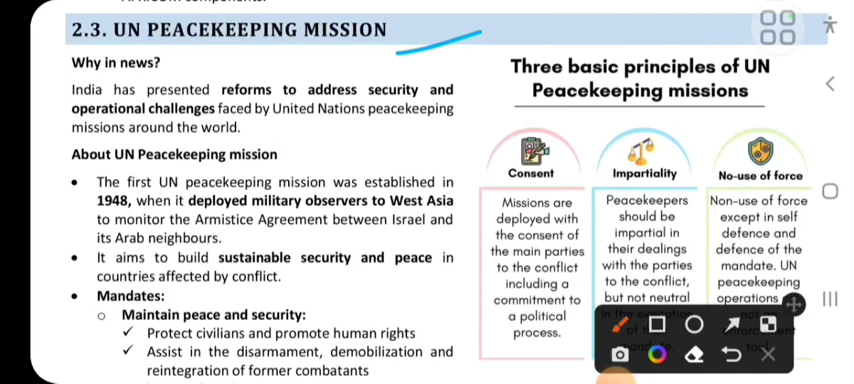 2.3. UN PEACEKEEPING MISSION
Why in news?
India has presented reforms to address security and
operational challenges faced by United Nations peacekeeping
missions around the world.
About UN Peacekeeping mission
• The first UN peacekeeping mission was established in
1948, when it deployed military observers to West Asia
to monitor the Armistice Agreement between Israel and
its Arab neighbours.
• It aims to build sustainable security and peace in
countries affected by conflict.
• Mandates:
o Maintain peace and security:
✓ Protect civilians and promote human rights
✓ Assist in the disarmament, demobilization and
reintegration of former combatants
Three basic principles of UN
Peacekeeping missions
Consent
Missions are
deployed with
the consent of
the main parties
to the conflict
including a
commitment to
a political
process.
Impartiality
Peacekeepers
should be
impartial in
their dealings
with the parties
to the conflict,
but not neutral
in the execution
No-use of force
Non-use of force
except in self
defence and
defence of the
mandate. UN
peacekeeping
operations